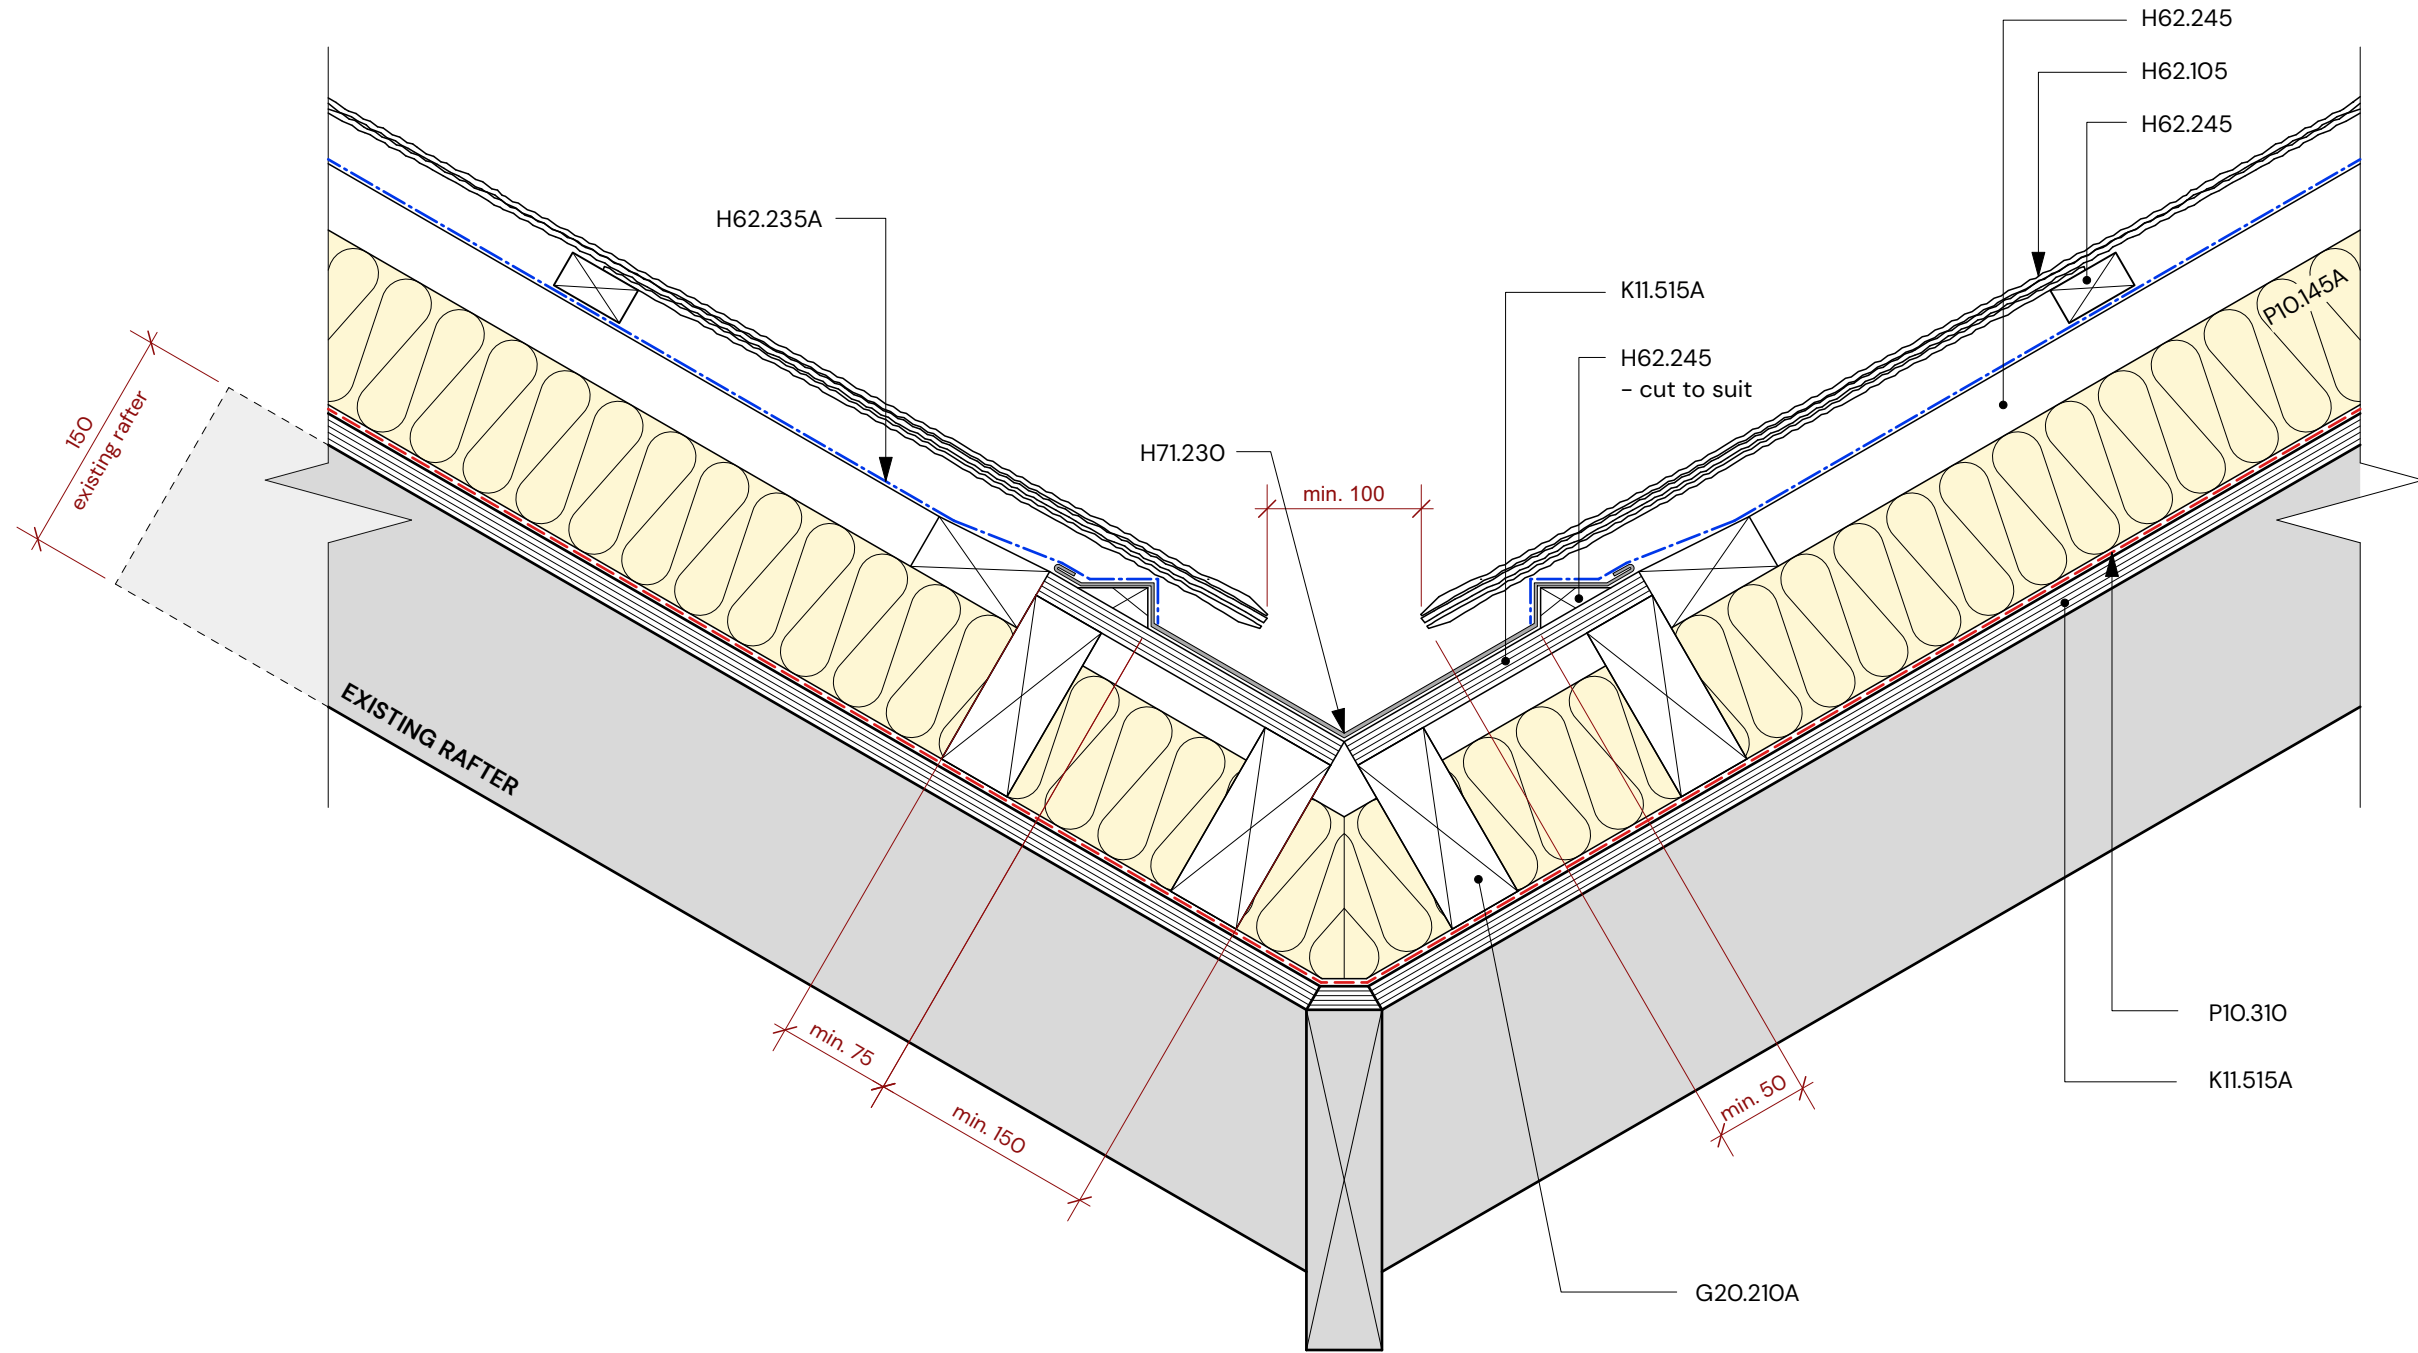 H62.245
H62.105
H62.245
H62.235A
P10.145A
K11.515A
H62.245
– cut to suit
150
existing rafter
H71.230
min. 100
EXISTING RAFTER
P10.310
min. 75
K11.515A
min. 50
min. 150
G20.210A